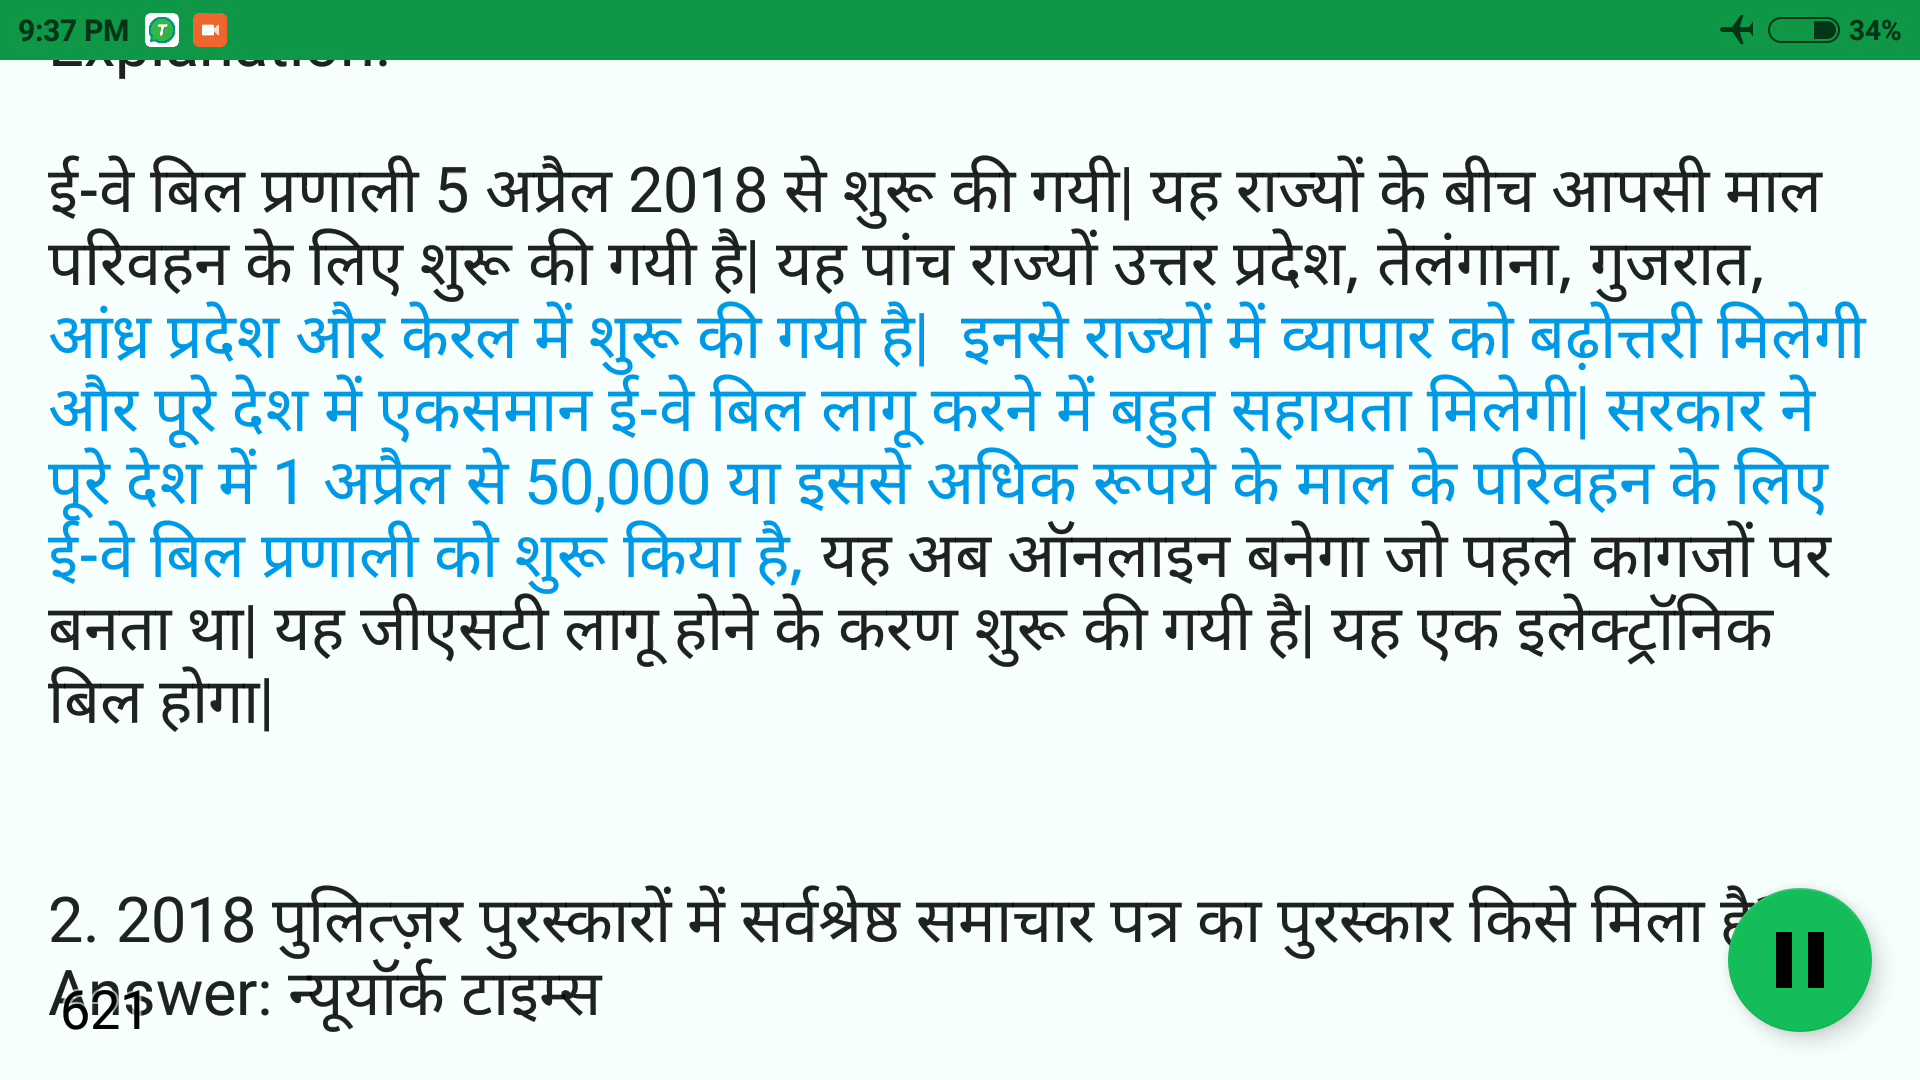 9:37 PM
34%
Explanation:
ई-वे बिल प्रणाली 5 अप्रैल 2018 से शुरू की गयी| यह राज्यों के बीच आपसी माल
परिवहन के लिए शुरू की गयी है| यह पांच राज्यों उत्तर प्रदेश, तेलंगाना, गुजरात,
आंध्र प्रदेश और केरल में शुरू की गयी है| इनसे राज्यों में व्यापार को बढ़ोत्तरी मिलेगी
और पूरे देश में एकसमान ई-वे बिल लागू करने में बहुत सहायता मिलेगी| सरकार ने
पूरे देश में 1 अप्रैल से 50,000 या इससे अधिक रूपये के माल के परिवहन के लिए
ई-वे बिल प्रणाली को शुरू किया है, यह अब ऑनलाइन बनेगा जो पहले कागजों पर
बनता था| यह जीएसटी लागू होने के करण शुरू की गयी है| यह एक इलेक्ट्रॉनिक
बिल होगा|
2. 2018 पुलित्ज़र पुरस्कारों में सर्वश्रेष्ठ समाचार पत्र का पुरस्कार किसे मिला है?
Answer: न्यूयॉर्क टाइम्स
621